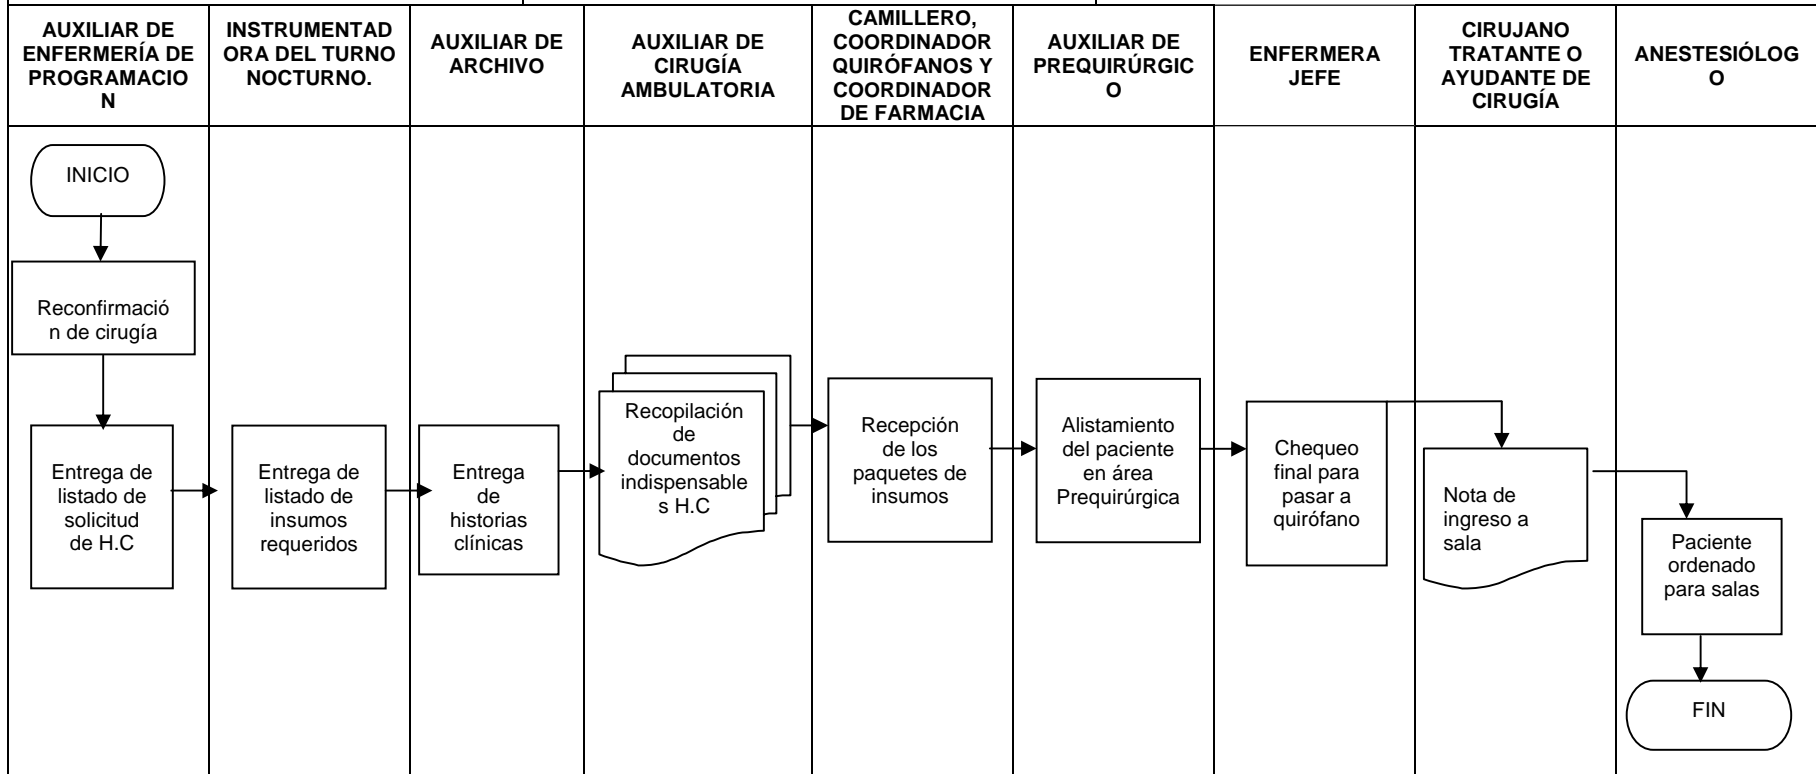 AUXILIAR DE
ENFERMERÍA DE
PROGRAMACIO
N
INSTRUMENTAD
ORA DEL TURNO
NOCTURNO.
AUXILIAR DE
ARCHIVO
AUXILIAR DE
CIRUGÍA
AMBULATORIA
CAMILLERO,
COORDINADOR
QUIRÓFANOS Y
COORDINADOR
DE FARMACIA
AUXILIAR DE
PREQUIRÚRGIC
O
ENFERMERA
JEFE
CIRUJANO
TRATANTE O
AYUDANTE DE
CIRUGÍA
ANESTESIÓLOG
O
INICIO
Reconfirmació
n de cirugía
Entrega de
listado de
solicitud
de H.C
Entrega de
listado de
insumos
requeridos
Entrega
de
historias
clínicas
Recopilación
de
documentos
indispensable
s H.C
Recepción
de los
paquetes de
insumos
Alistamiento
del paciente
en área
Prequirúrgica
Chequeo
final para
pasar a
quirófano
Nota de
ingreso a
sala
Paciente
ordenado
para salas
FIN